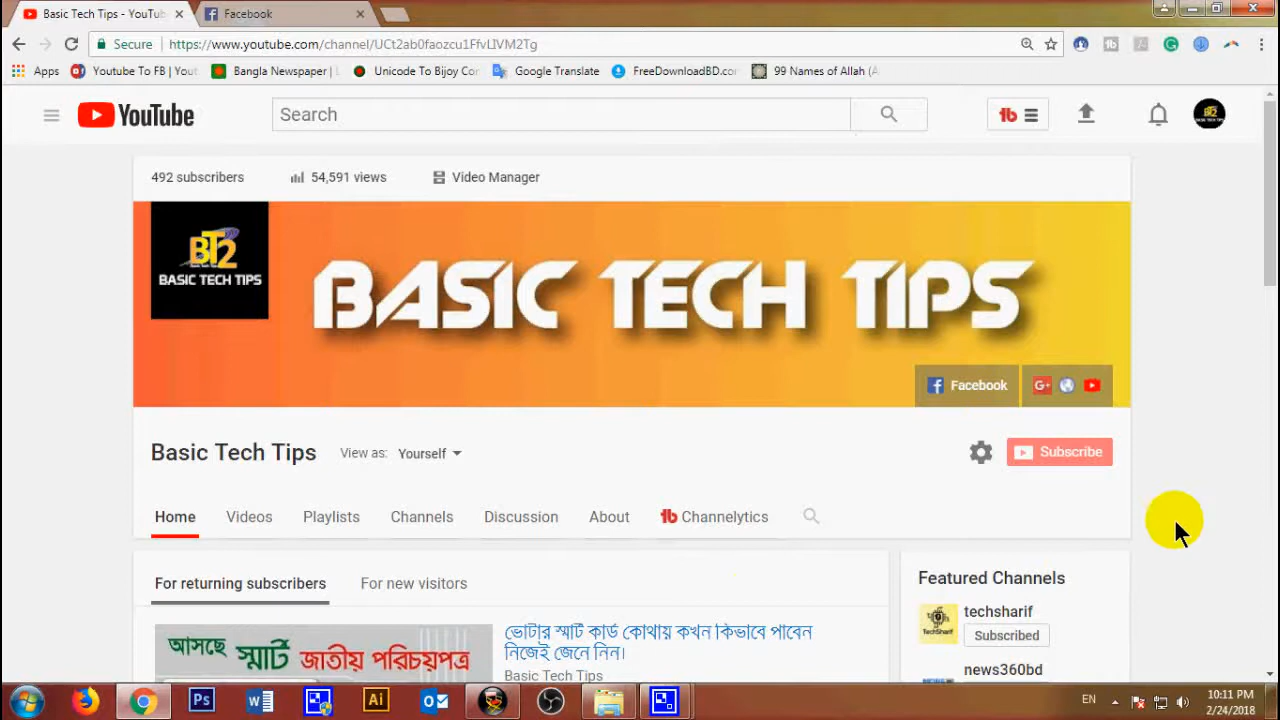 Basic Tech Tips - YouTub
Facebook
Secure
https://www.youtube.com/channel/UCt2ab0fa0zcu1FfvLIVM2Tg
Apps
Youtube To FB | Yout
Bangla Newspaper | L
Unicode To Bijoy Con
Google Translate
FreeDownloadBD.com
99 Names of Allah (A
YouTube
Search
492 subscribers
54,591 views
Video Manager
BT2
BASIC TECH TIPS
BASIC TECH TIPS
Facebook
Basic Tech Tips
View as:
Yourself
Subscribe
Home
Videos
Playlists
Channels
Discussion
About
Channelytics
For returning subscribers
For new visitors
Featured Channels
techsharif
Subscribed
news360bd
আসছে স্মার্ট জাতীয় পরিচয়পত্র
ভোটার স্মার্ট কার্ড কোথায় কখন কিভাবে পাবেন
নিজেই জেনে নিন।
Basic Tech Tips
EN
10:11 PM
2/24/2018